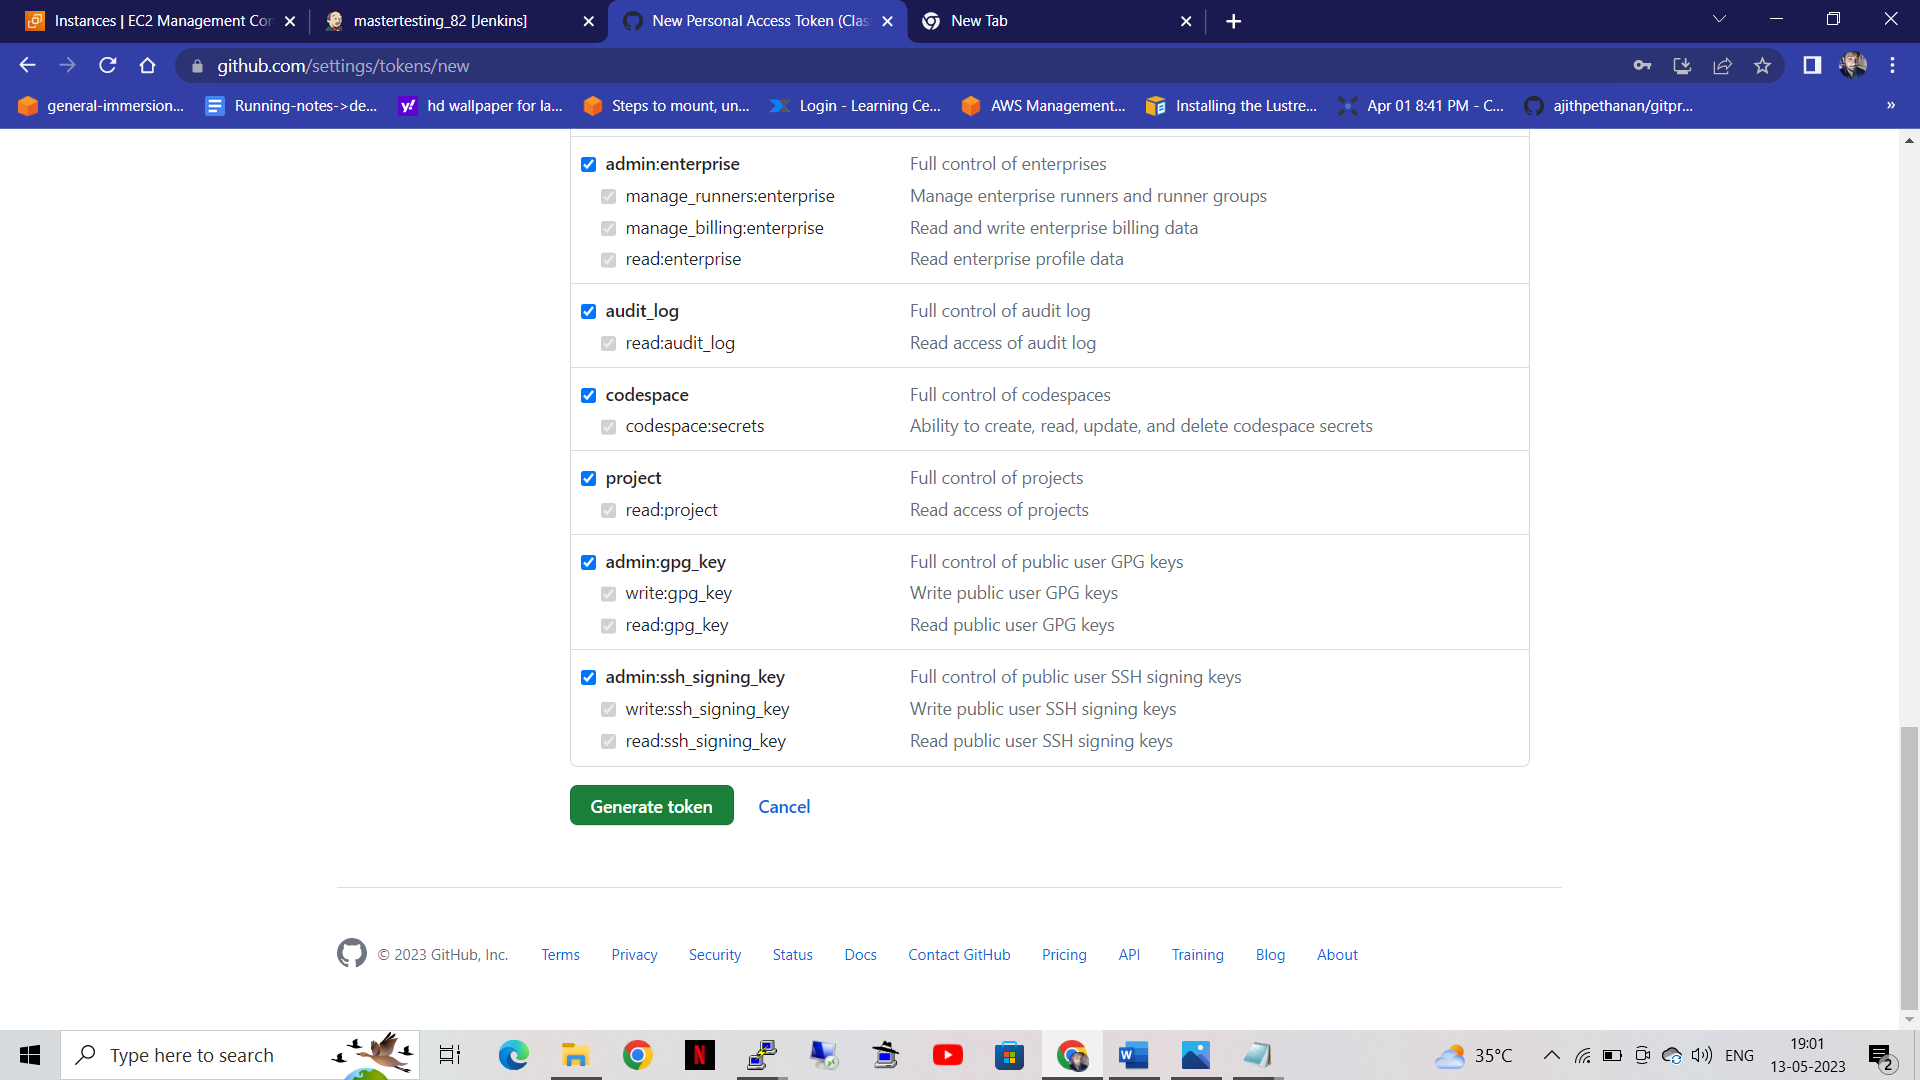 Instances | EC2 Management Con
mastertesting_82 [Jenkins]
New Personal Access Token (Clas
New Tab
github.com/settings/tokens/new
general-immersion...
Running-notes->de...
hd wallpaper for la...
Steps to mount, un...
Login - Learning Ce...
AWS Management...
Installing the Lustre...
Apr 01 8:41 PM - C...
ajithpethanan/gitpr...
»
admin:enterprise Full control of enterprises
manage_runners:enterprise Manage enterprise runners and runner groups
manage_billing:enterprise Read and write enterprise billing data
read:enterprise Read enterprise profile data
audit_log Full control of audit log
read:audit_log Read access of audit log
codespace Full control of codespaces
codespace:secrets Ability to create, read, update, and delete codespace secrets
project Full control of projects
read:project Read access of projects
admin:gpg_key Full control of public user GPG keys
write:gpg_key Write public user GPG keys
read:gpg_key Read public user GPG keys
admin:ssh_signing_key Full control of public user SSH signing keys
write:ssh_signing_key Write public user SSH signing keys
read:ssh_signing_key Read public user SSH signing keys
Generate token Cancel
© 2023 GitHub, Inc. Terms Privacy Security Status Docs Contact GitHub Pricing API Training Blog About
Type here to search
35°C
ENG
19:01
13-05-2023
2